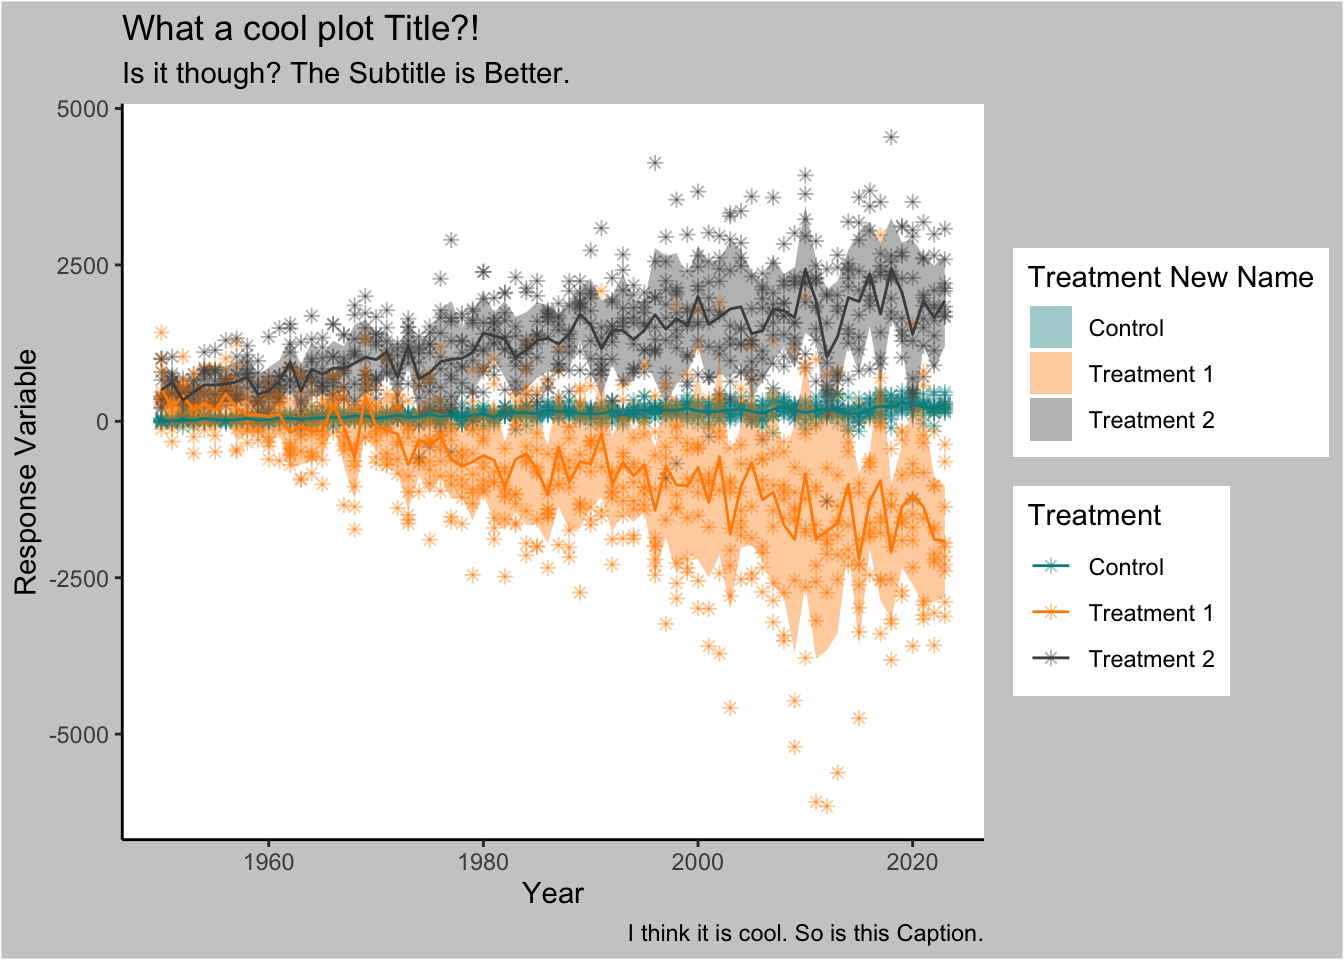 What a cool plot Title?!
Is it though? The Subtitle is Better.
5000
2500
0
-2500
-5000
Response Variable
1960
1980
2000
2020
Year
I think it is cool. So is this Caption.
Treatment New Name
Control
Treatment 1
Treatment 2
Treatment
Control
Treatment 1
Treatment 2